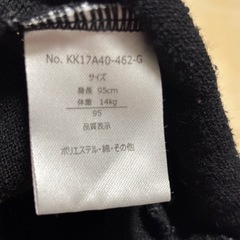 No. KK17A40-462-G
サイズ
身長 95cm
体重 14kg
95
品質表示
ポリエステル・綿・その他